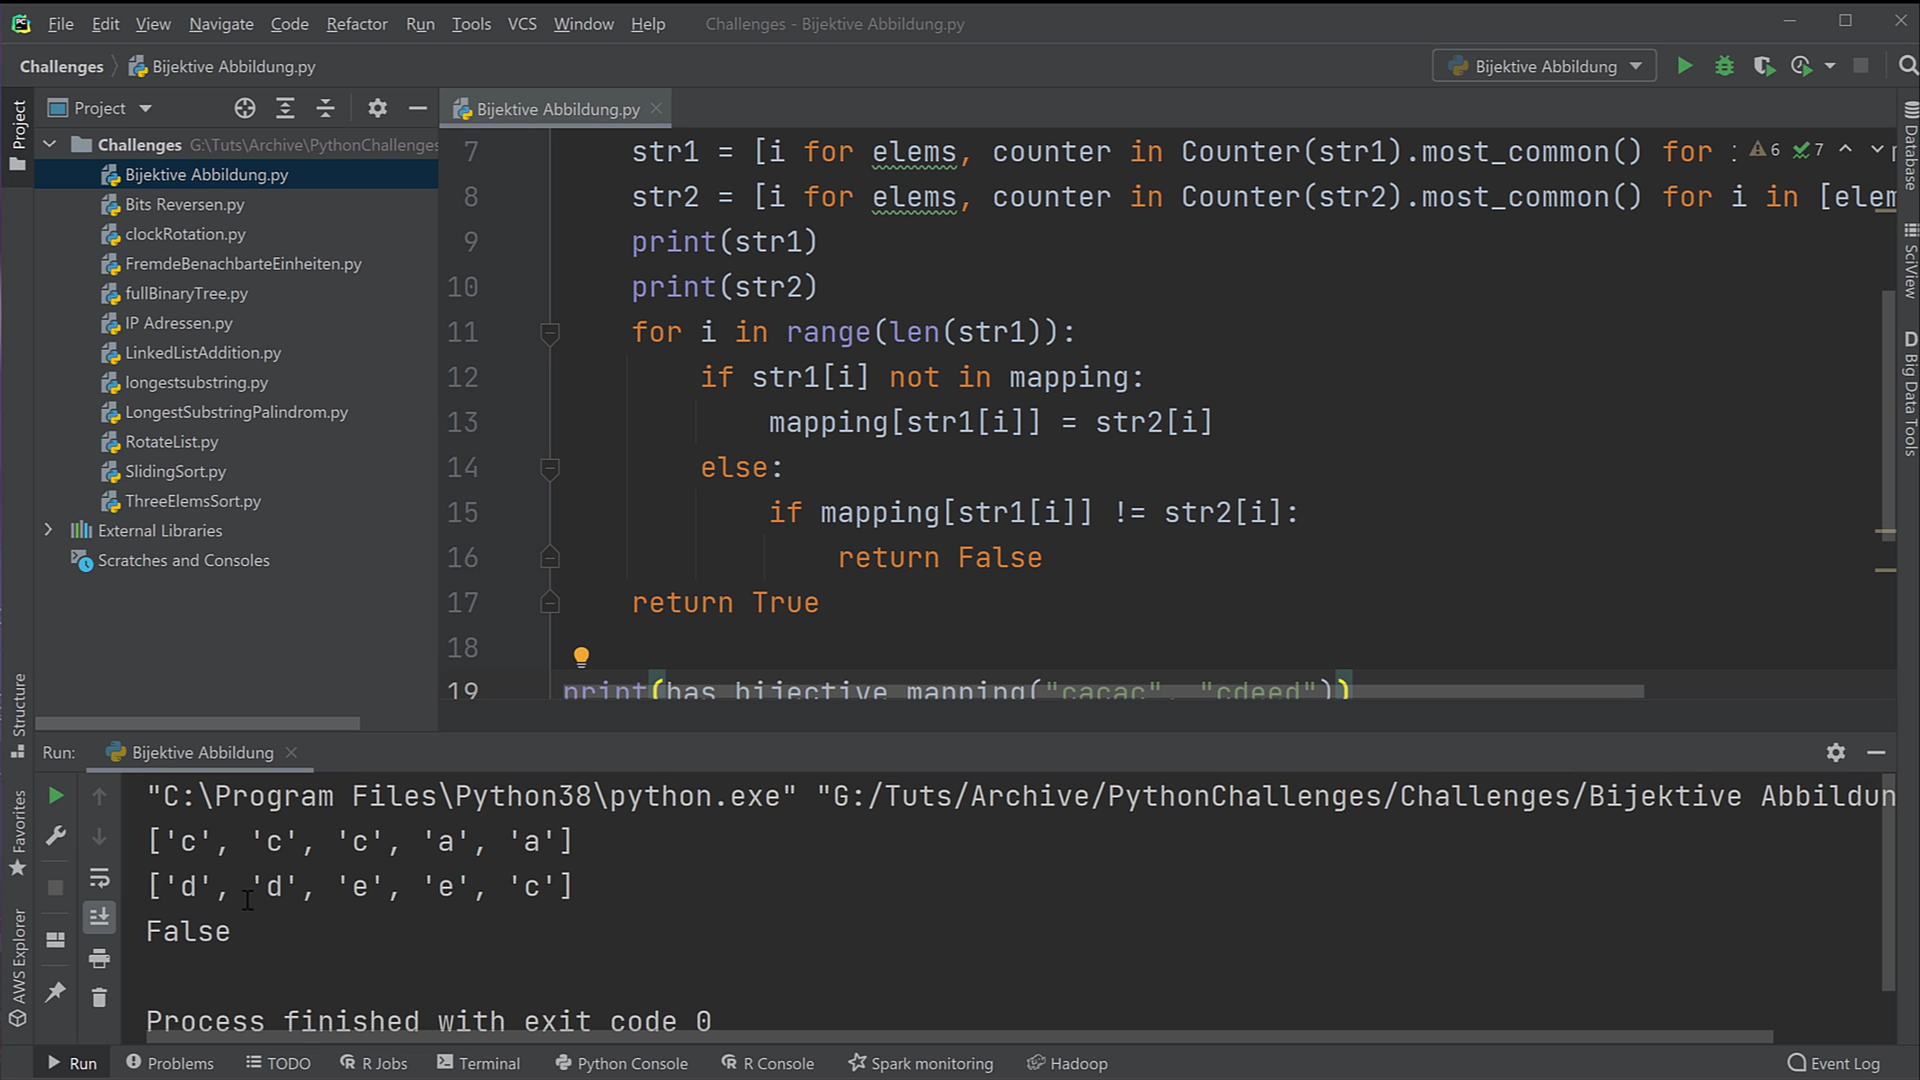 File Edit View Navigate Code Refactor Run Tools VCS Window Help Challenges - Bijektive Abbildung.py
Challenges Bijektive Abbildung.py Bijektive Abbildung
Project
Project
Bijektive Abbildung.py
Challenges G:\Tuts\Archive\PythonChallenges
Bijektive Abbildung.py
Bits Reversen.py
clockRotation.py
FremdeBenachbarteEinheiten.py
fullBinaryTree.py
IP Adressen.py
LinkedListAddition.py
longestsubstring.py
LongestSubstringPalindrom.py
RotateList.py
SlidingSort.py
ThreeElemsSort.py
External Libraries
Scratches and Consoles
7 str1 = [i for elems, counter in Counter(str1).most_common() for
6 7
8 str2 = [i for elems, counter in Counter(str2).most_common() for i in [elem
9 print(str1)
10 print(str2)
11 for i in range(len(str1)):
12 if str1[i] not in mapping:
13 mapping[str1[i]] = str2[i]
14 else:
15 if mapping[str1[i]] != str2[i]:
16 return False
17 return True
18
19 print(has_bijective_mapping("cacac", "cdeed"))
Database
SciView
D Big Data Tools
Structure
Favorites
AWS Explorer
Run: Bijektive Abbildung
"C:\Program Files\Python38\python.exe" "G:/Tuts/Archive/PythonChallenges/Challenges/Bijektive Abbildun
['c', 'c', 'c', 'a', 'a']
['d', 'd', 'e', 'e', 'c']
False
Process finished with exit code 0
Run Problems TODO R Jobs Terminal Python Console R Console Spark monitoring Hadoop Event Log